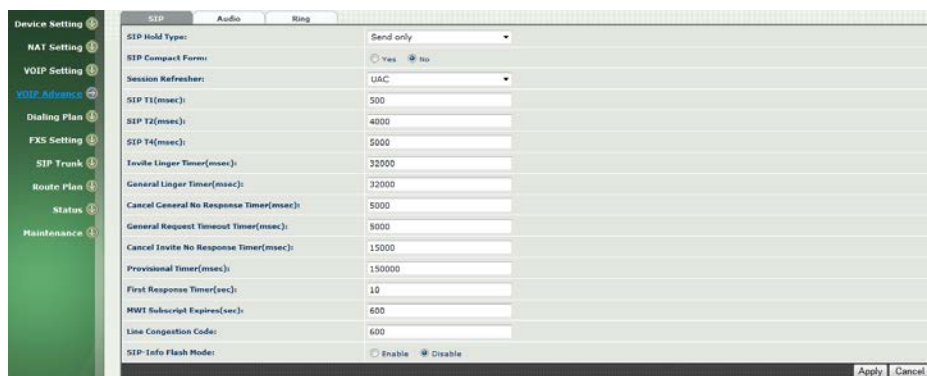 SIP Audio Ring
Device Setting
NAT Setting
VOIP Setting
VOIP Advance
Dialing Plan
FXS Setting
SIP Trunk
Route Plan
Status
Maintenance
SIP Hold Type: Send only
SIP Compact Form: Yes No
Session Refresher: UAC
SIP T1(msec): 500
SIP T2(msec): 4000
SIP T4(msec): 5000
Invite Linger Timer(msec): 32000
General Linger Timer(msec): 32000
Cancel General No Response Timer(msec): 5000
General Request Timeout Timer(msec): 5000
Cancel Invite No Response Timer(msec): 15000
Provisional Timer(msec): 150000
First Response Timer(sec): 10
MWI Subscript Expires(sec): 600
Line Congestion Code: 600
SIP-Info Flash Mode: Enable Disable
Apply Cancel